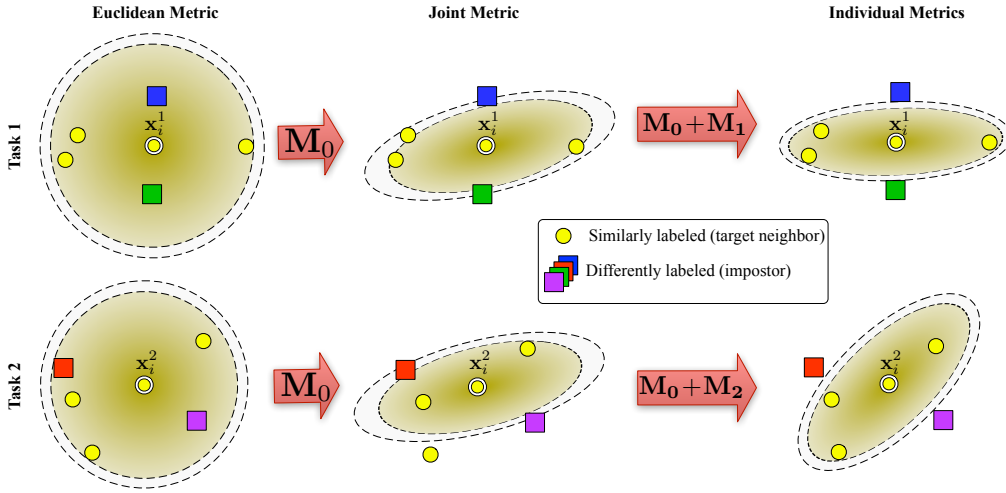 Euclidean Metric
Joint Metric
Individual Metrics
Task 1
x_i^1
M_0
x_i^1
M_0+M_1
x_i^1
Similarly labeled (target neighbor)
Differently labeled (impostor)
Task 2
x_i^2
M_0
x_i^2
M_0+M_2
x_i^2